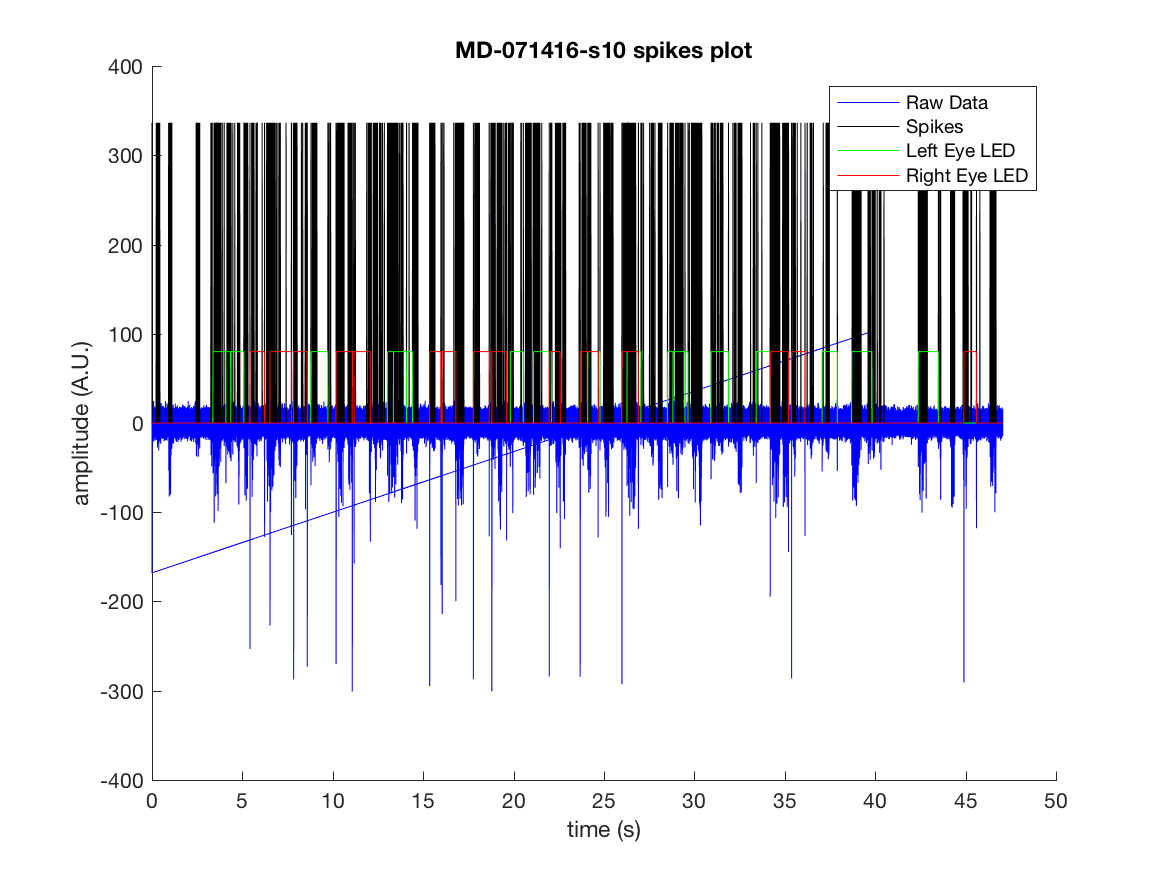 MD-071416-s10 spikes plot
400
300
200
100
0
-100
-200
-300
-400
amplitude (A.U.)
Raw Data
Spikes
Left Eye LED
Right Eye LED
0 5 10 15 20 25 30 35 40 45 50
time (s)